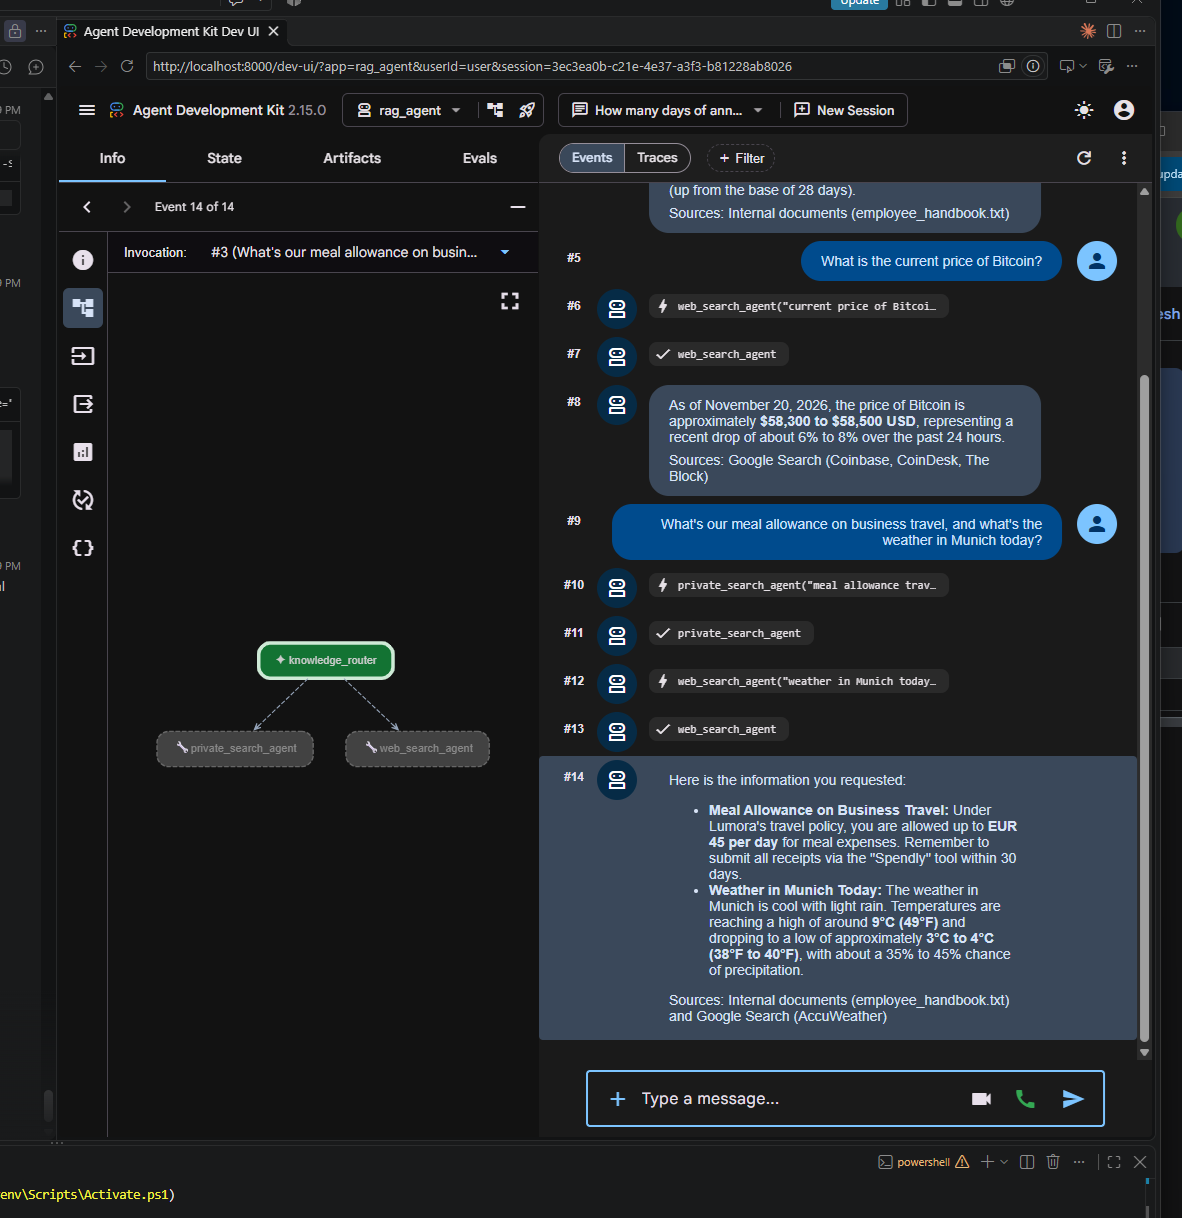 Update
Agent Development Kit Dev UI
http://localhost:8000/dev-ui/?app=rag_agent&userId=user&session=3ec3ea0b-c21e-4e37-a3f3-b81228ab8026
Agent Development Kit 2.15.0
rag_agent
How many days of ann...
New Session
Info
State
Artifacts
Evals
Events
Traces
+ Filter
Event 14 of 14
Invocation:
#3 (What's our meal allowance on busin...
knowledge_router
private_search_agent
web_search_agent
(up from the base of 28 days).
Sources: Internal documents (employee_handbook.txt)
#5
What is the current price of Bitcoin?
#6
web_search_agent("current price of Bitcoi…
#7
web_search_agent
#8
As of November 20, 2026, the price of Bitcoin is
approximately $58,300 to $58,500 USD, representing a
recent drop of about 6% to 8% over the past 24 hours.
Sources: Google Search (Coinbase, CoinDesk, The
Block)
#9
What's our meal allowance on business travel, and what's the
weather in Munich today?
#10
private_search_agent("meal allowance trav…
#11
private_search_agent
#12
web_search_agent("weather in Munich today…
#13
web_search_agent
#14
Here is the information you requested:
• Meal Allowance on Business Travel: Under
Lumora's travel policy, you are allowed up to EUR
45 per day for meal expenses. Remember to
submit all receipts via the "Spendly" tool within 30
days.
• Weather in Munich Today: The weather in
Munich is cool with light rain. Temperatures are
reaching a high of around 9°C (49°F) and
dropping to a low of approximately 3°C to 4°C
(38°F to 40°F), with about a 35% to 45% chance
of precipitation.
Sources: Internal documents (employee_handbook.txt)
and Google Search (AccuWeather)
Type a message...
powershell
env\Scripts\Activate.ps1)